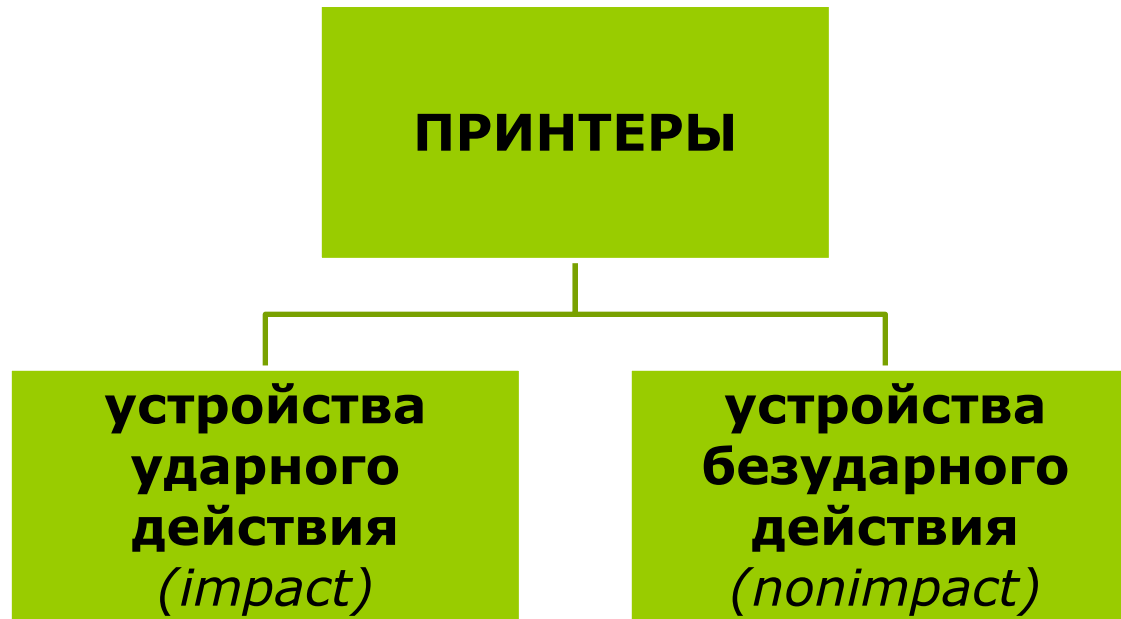 ПРИНТЕРЫ
устройства
ударного
действия
(impact)
устройства
безударного
действия
(nonimpact)